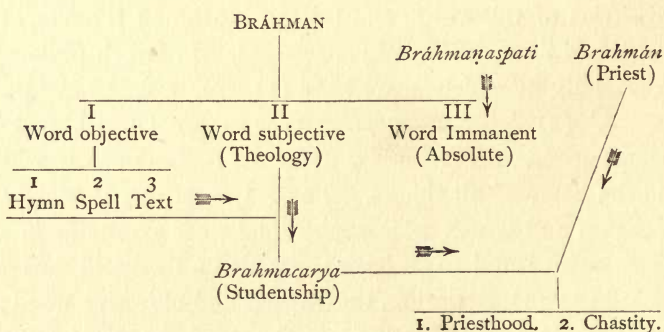 BRÁHMAN
Bráhmaṇaspati Brahmán
(Priest)
I II III
Word objective Word subjective Word Immanent
(Theology) (Absolute)
1 2 3
Hymn Spell Text
Brahmacarya
(Studentship)
1. Priesthood. 2. Chastity.